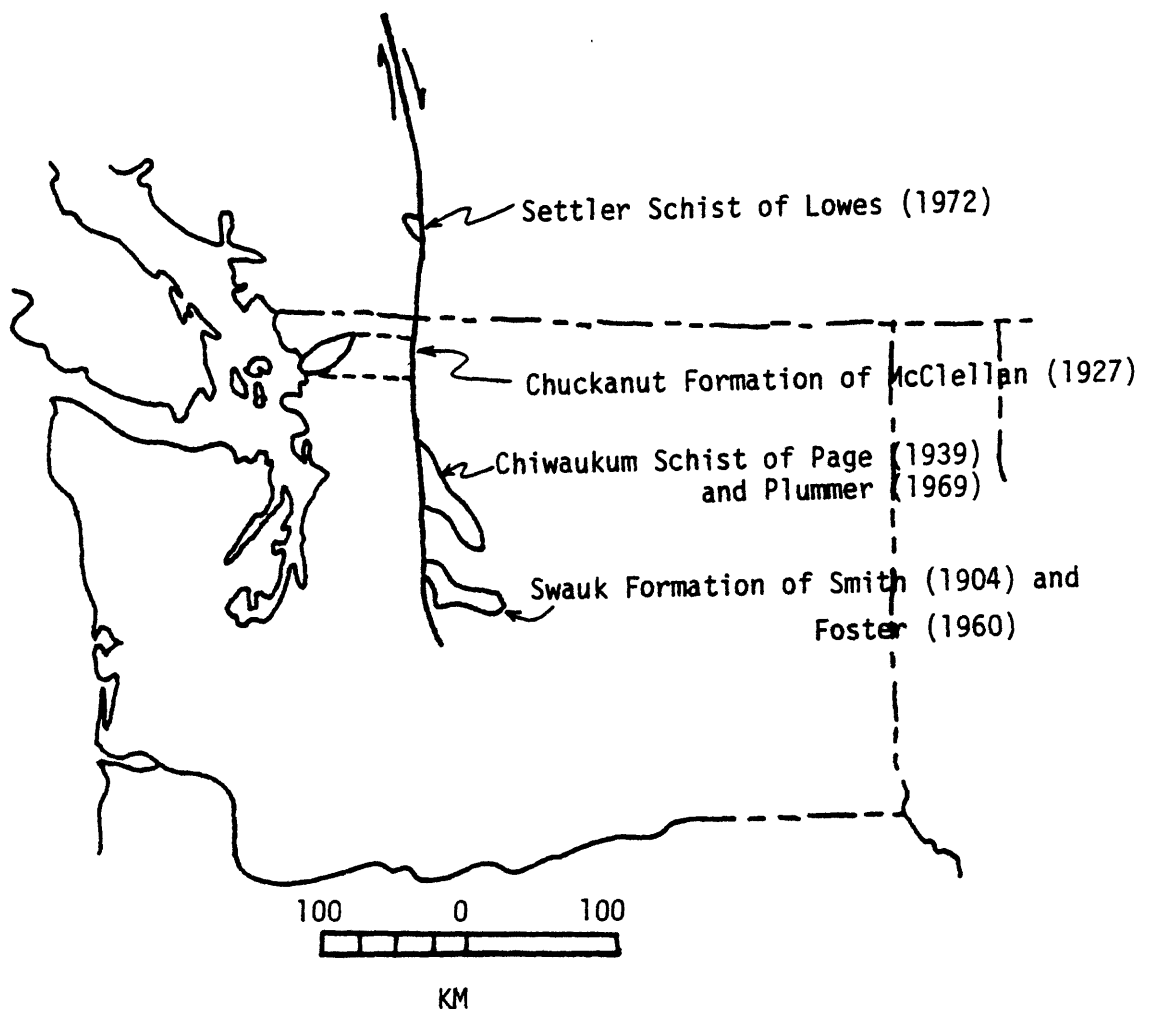 Settler Schist of Lowes (1972)
Chuckanut Formation of McClellan (1927)
Chiwaukum Schist of Page (1939)
and Plummer (1969)
Swauk Formation of Smith (1904) and
Foster (1960)
100 0 100
KM